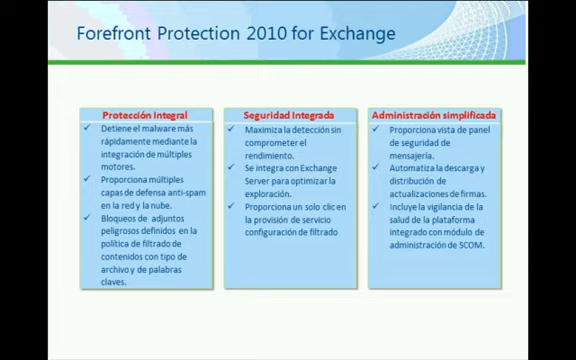 Forefront Protection 2010 for Exchange
Protección Integral
Detiene el malware más
rápidamente mediante la
integración de múltiples
motores.
Proporciona múltiples
capas de defensa anti-spam
en la red y la nube.
Bloqueos de adjuntos
peligrosos definidos en la
política de filtrado de
contenidos con tipo de
archivo y de palabras
claves.
Seguridad Integrada
Maximiza la detección sin
comprometer el
rendimiento.
Se integra con Exchange
Server para optimizar la
exploración.
Proporciona un solo clic en
la provisión de servicio
configuración de filtrado
Administración simplificada
Proporciona vista de panel
de seguridad de
mensajería.
Automatiza la descarga y
distribución de
actualizaciones de firmas.
Incluye la vigilancia de la
salud de la plataforma
integrado con módulo de
administración de SCOM.